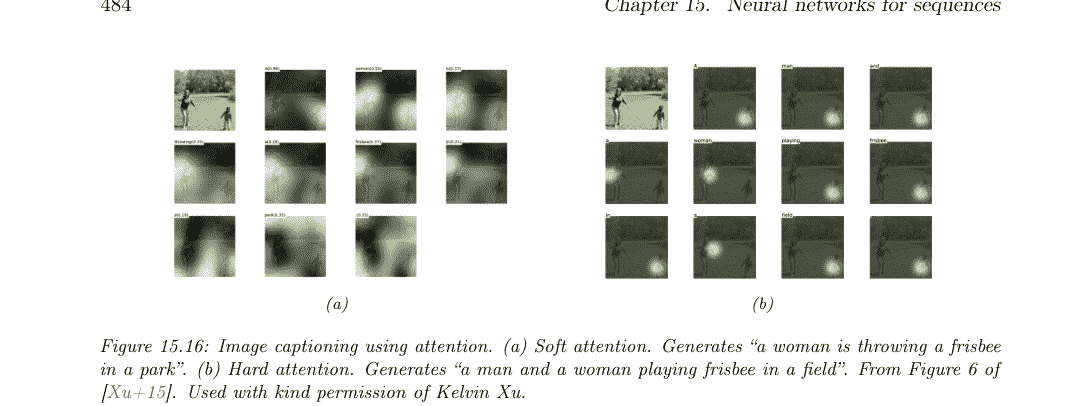 484
Chapter 15. Neural networks for sequences
A man and
a woman playing frisbee
in a field
(a)
(b)
Figure 15.16: Image captioning using attention. (a) Soft attention. Generates “a woman is throwing a frisbee
in a park”. (b) Hard attention. Generates “a man and a woman playing frisbee in a field”. From Figure 6 of
[Xu+15]. Used with kind permission of Kelvin Xu.